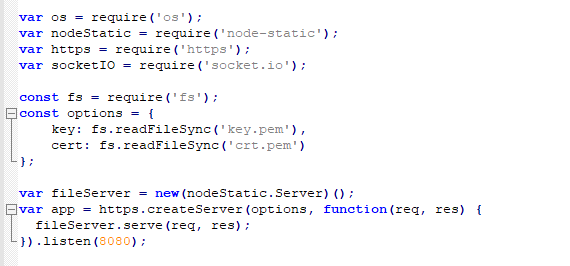 var os = require('os');
var nodeStatic = require('node-static');
var https = require('https');
var socketIO = require('socket.io');

const fs = require('fs');
const options = {
    key: fs.readFileSync('key.pem'),
    cert: fs.readFileSync('crt.pem')
};

var fileServer = new(nodeStatic.Server)();
var app = https.createServer(options, function(req, res) {
  fileServer.serve(req, res);
}).listen(8080);